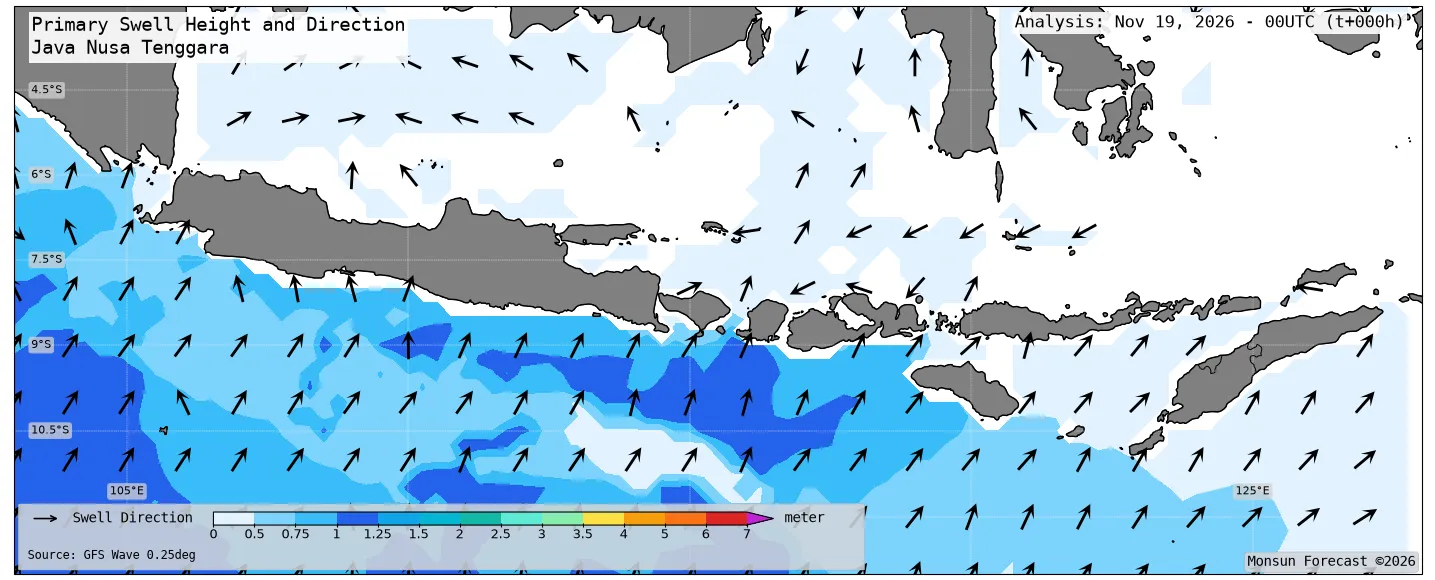 Primary Swell Height and Direction
Java Nusa Tenggara
Analysis: Nov 19, 2026 - 00UTC (t+000h)
4.5°S
6°S
7.5°S
9°S
10.5°S
105°E
125°E
Swell Direction
meter
0 0.5 0.75 1 1.25 1.5 2 2.5 3 3.5 4 5 6 7
Source: GFS Wave 0.25deg
Monsun Forecast ©2026